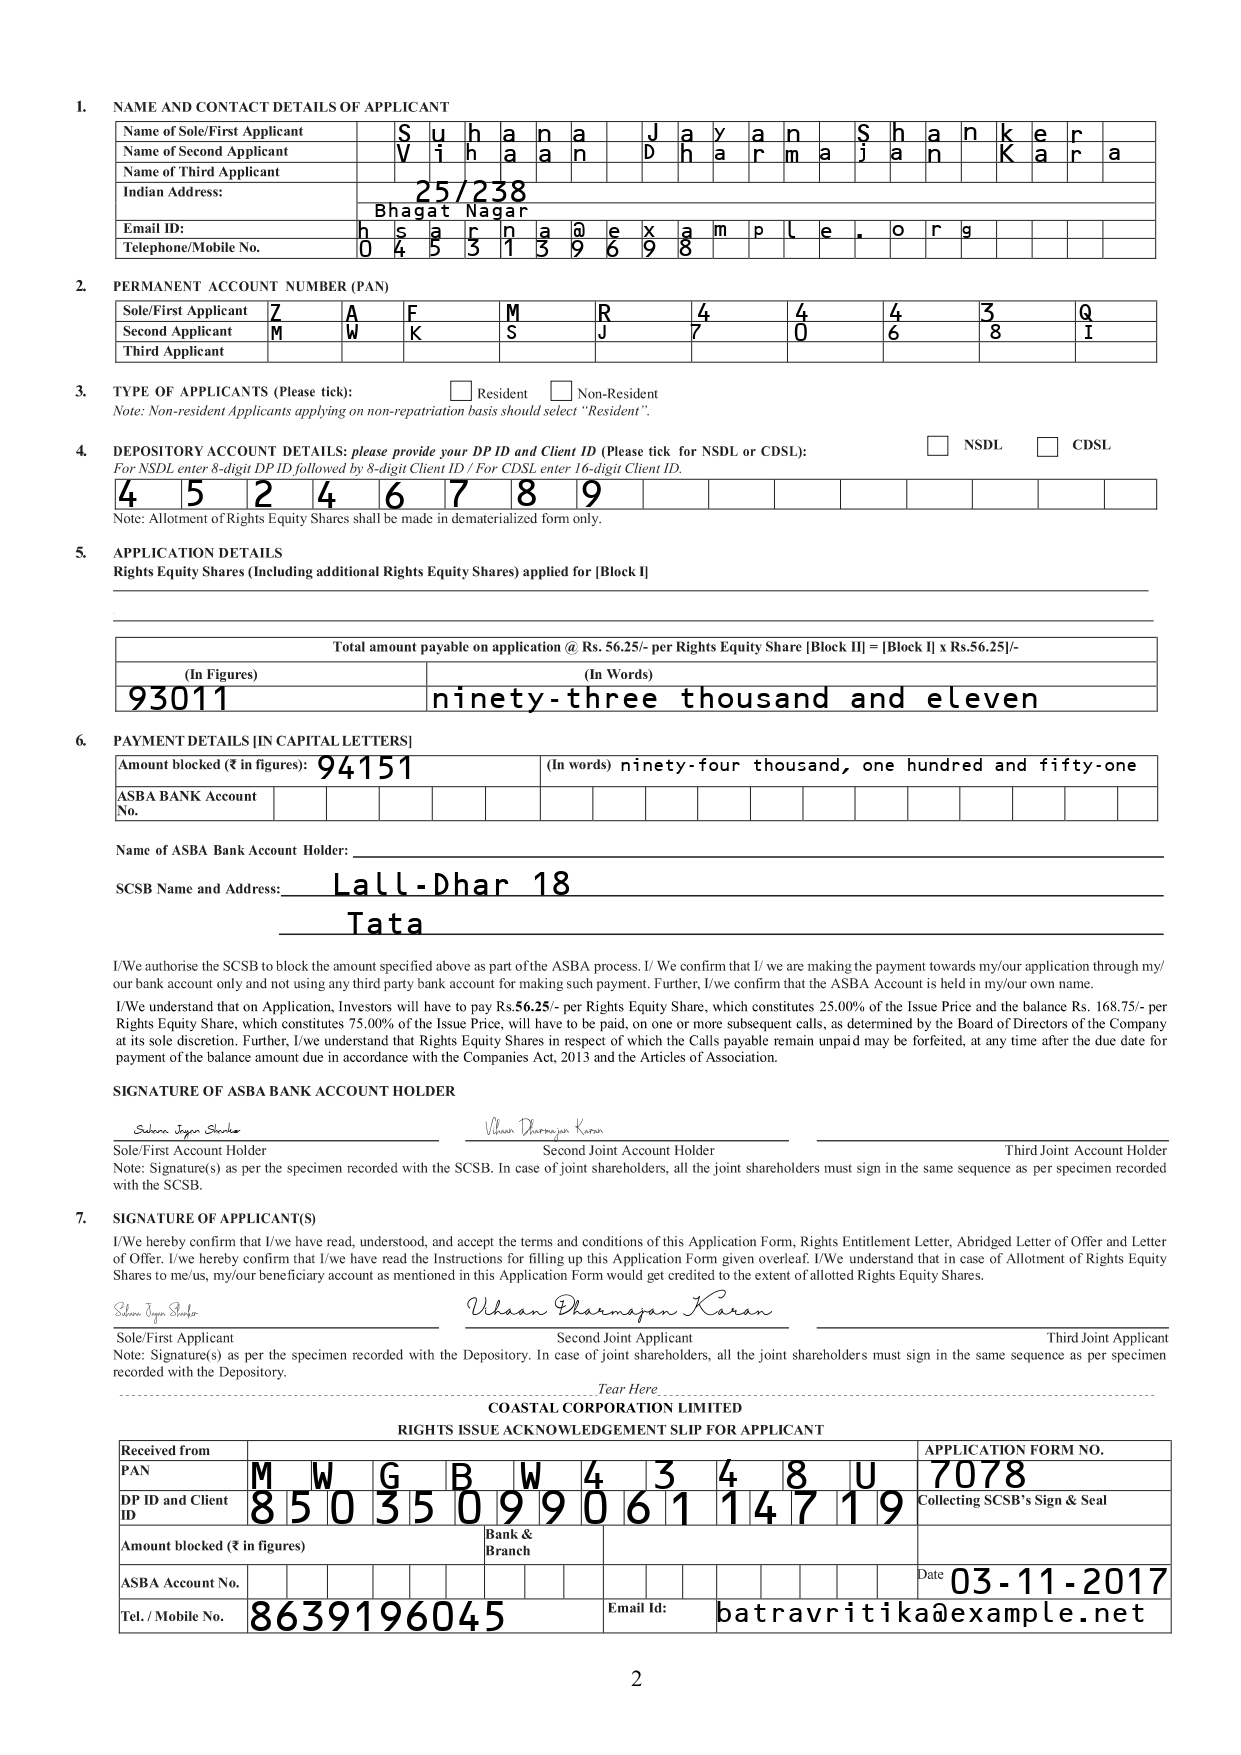 1. NAME AND CONTACT DETAILS OF APPLICANT
Name of Sole/First Applicant Suhana Jayan Shanker
Name of Second Applicant Vihaan Dharmajan Kara
Name of Third Applicant
Indian Address: 25/238
Bhagat Nagar
Email ID: hsarna@example.org
Telephone/Mobile No. 0453139698
2. PERMANENT ACCOUNT NUMBER (PAN)
Sole/First Applicant Z A F M R 4 4 4 3 Q
Second Applicant M W K S J 7 0 6 8 I
Third Applicant
3. TYPE OF APPLICANTS (Please tick): Resident Non-Resident
Note: Non-resident Applicants applying on non-repatriation basis should select “Resident”.
4. DEPOSITORY ACCOUNT DETAILS: please provide your DP ID and Client ID (Please tick for NSDL or CDSL): NSDL CDSL
For NSDL enter 8-digit DP ID followed by 8-digit Client ID / For CDSL enter 16-digit Client ID.
4 5 2 4 6 7 8 9
Note: Allotment of Rights Equity Shares shall be made in dematerialized form only.
5. APPLICATION DETAILS
Rights Equity Shares (Including additional Rights Equity Shares) applied for [Block I]
Total amount payable on application @ Rs. 56.25/- per Rights Equity Share [Block II] = [Block I] x Rs.56.25]/-
(In Figures) (In Words)
93011 ninety-three thousand and eleven
6. PAYMENT DETAILS [IN CAPITAL LETTERS]
Amount blocked (₹ in figures): 94151 (In words) ninety-four thousand, one hundred and fifty-one
ASBA BANK Account
No.
Name of ASBA Bank Account Holder:
SCSB Name and Address: Lall-Dhar 18
Tata
I/We authorise the SCSB to block the amount specified above as part of the ASBA process. I/ We confirm that I/ we are making the payment towards my/our application through my/
our bank account only and not using any third party bank account for making such payment. Further, I/we confirm that the ASBA Account is held in my/our own name.
I/We understand that on Application, Investors will have to pay Rs.56.25/- per Rights Equity Share, which constitutes 25.00% of the Issue Price and the balance Rs. 168.75/- per
Rights Equity Share, which constitutes 75.00% of the Issue Price, will have to be paid, on one or more subsequent calls, as determined by the Board of Directors of the Company
at its sole discretion. Further, I/we understand that Rights Equity Shares in respect of which the Calls payable remain unpaid may be forfeited, at any time after the due date for
payment of the balance amount due in accordance with the Companies Act, 2013 and the Articles of Association.
SIGNATURE OF ASBA BANK ACCOUNT HOLDER
Suhana Jayan Shanker Vihaan Dharmajan Karan
Sole/First Account Holder Second Joint Account Holder Third Joint Account Holder
Note: Signature(s) as per the specimen recorded with the SCSB. In case of joint shareholders, all the joint shareholders must sign in the same sequence as per specimen recorded
with the SCSB.
7. SIGNATURE OF APPLICANT(S)
I/We hereby confirm that I/we have read, understood, and accept the terms and conditions of this Application Form, Rights Entitlement Letter, Abridged Letter of Offer and Letter
of Offer. I/we hereby confirm that I/we have read the Instructions for filling up this Application Form given overleaf. I/We understand that in case of Allotment of Rights Equity
Shares to me/us, my/our beneficiary account as mentioned in this Application Form would get credited to the extent of allotted Rights Equity Shares.
Suhana Jayan Shanker Vihaan Dharmajan Karan
Sole/First Applicant Second Joint Applicant Third Joint Applicant
Note: Signature(s) as per the specimen recorded with the Depository. In case of joint shareholders, all the joint shareholders must sign in the same sequence as per specimen
recorded with the Depository.
Tear Here
COASTAL CORPORATION LIMITED
RIGHTS ISSUE ACKNOWLEDGEMENT SLIP FOR APPLICANT
Received from APPLICATION FORM NO.
PAN M W G B W 4 3 4 8 U 7078
DP ID and Client
ID 8503509906114719 Collecting SCSB’s Sign & Seal
Amount blocked (₹ in figures) Bank &
Branch
ASBA Account No. Date 03-11-2017
Tel. / Mobile No. 8639196045 Email Id: batravritika@example.net
2